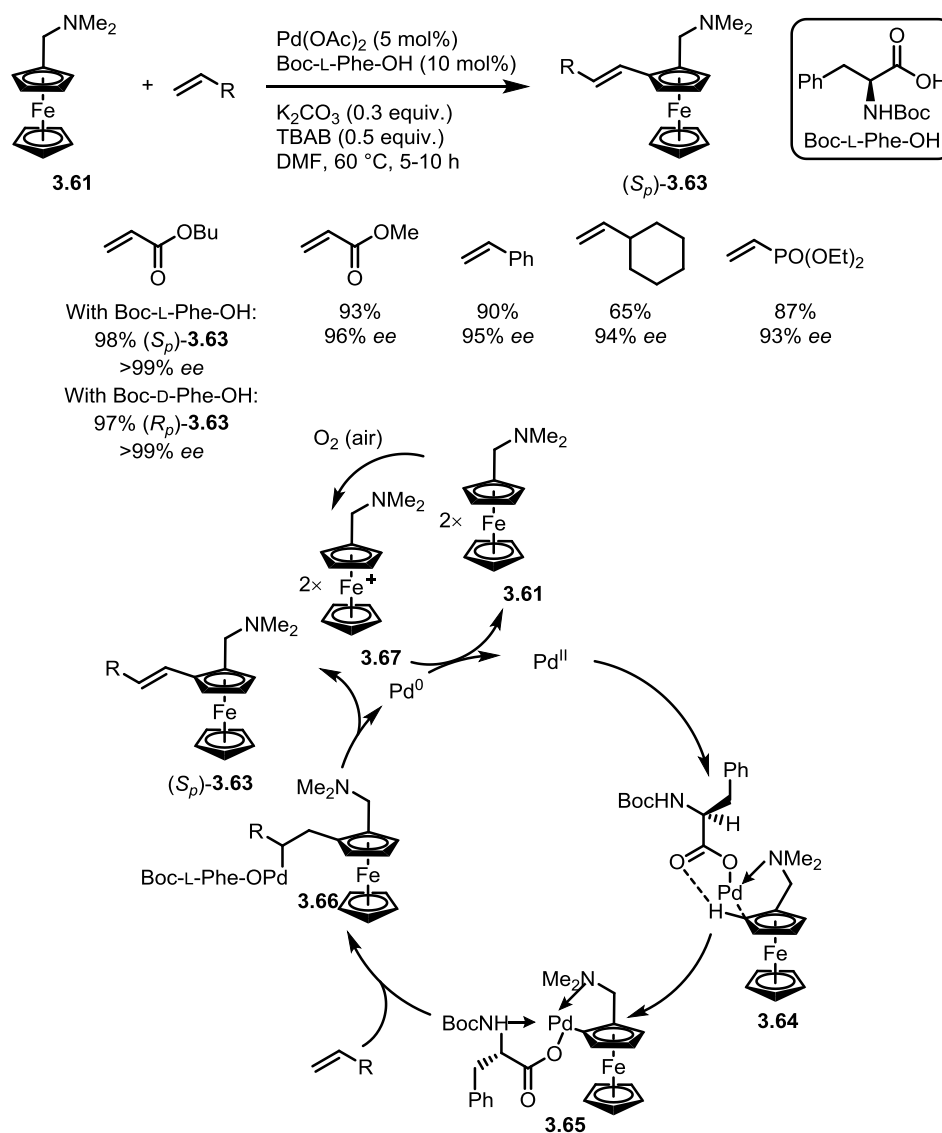 NMe2
Fe
3.61
+
R
Pd(OAc)2 (5 mol%)
Boc-L-Phe-OH (10 mol%)
K2CO3 (0.3 equiv.)
TBAB (0.5 equiv.)
DMF, 60 °C, 5-10 h
NMe2
R
Fe
(Sp)-3.63
O
Ph
OH
NHBoc
Boc-L-Phe-OH
OBu
O
OMe
O
Ph
PO(OEt)2
With Boc-L-Phe-OH:
98% (Sp)-3.63
>99% ee
With Boc-D-Phe-OH:
97% (Rp)-3.63
>99% ee
93%
96% ee
90%
95% ee
65%
94% ee
87%
93% ee
O2 (air)
NMe2
2×
Fe
3.61
NMe2
2×
Fe+
3.67
Pd0
PdII
NMe2
R
Fe
(Sp)-3.63
Ph
BocHN
H
O
O
NMe2
Pd
H
Fe
3.64
Me2N
R
Boc-L-Phe-OPd
Fe
3.66
Me2N
BocNH
Pd
O
Fe
Ph
O
3.65
R